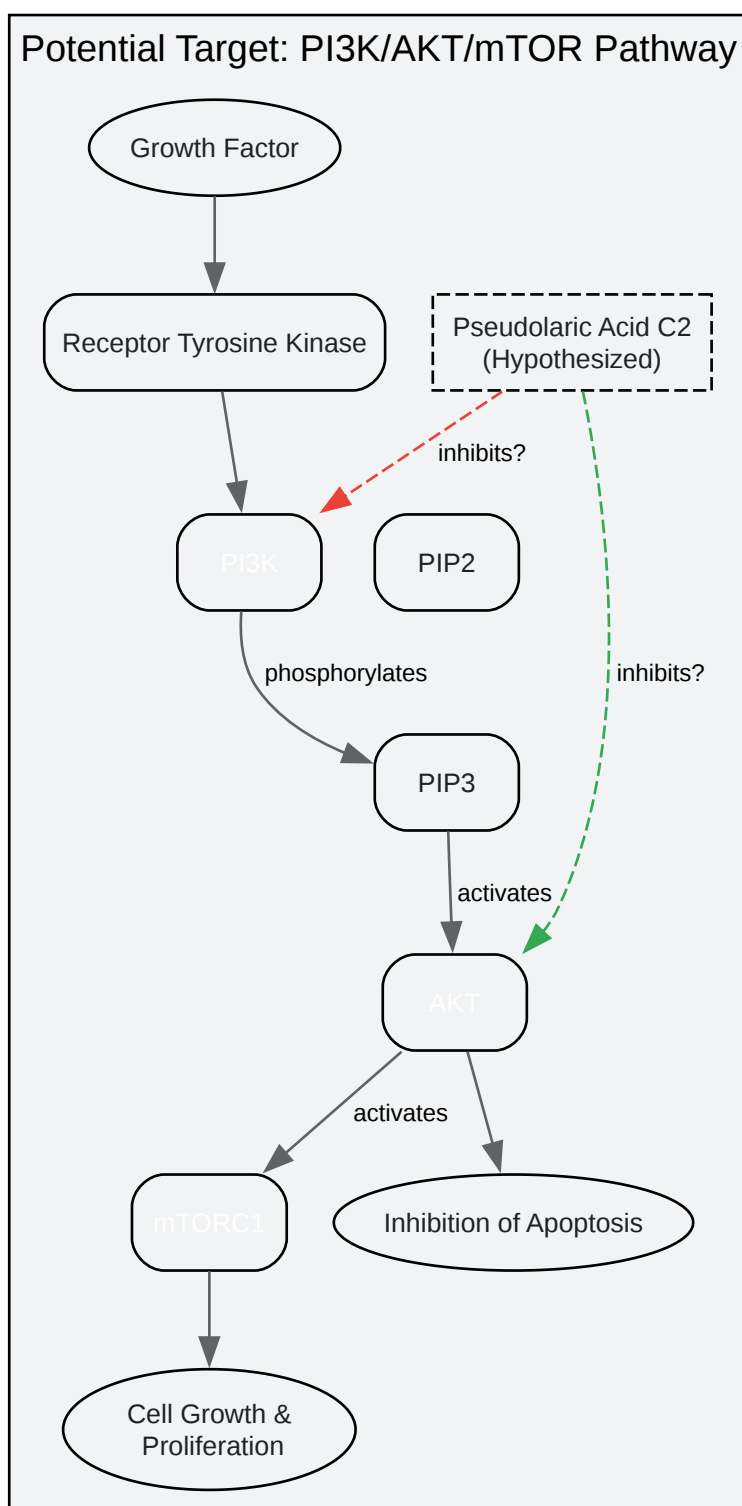 Potential Target: PI3K/AKT/mTOR Pathway
Growth Factor
Receptor Tyrosine Kinase
Pseudolaric Acid C2
(Hypothesized)
inhibits?
PI3K
PIP2
phosphorylates
inhibits?
PIP3
activates
AKT
activates
mTORC1
Inhibition of Apoptosis
Cell Growth &
Proliferation